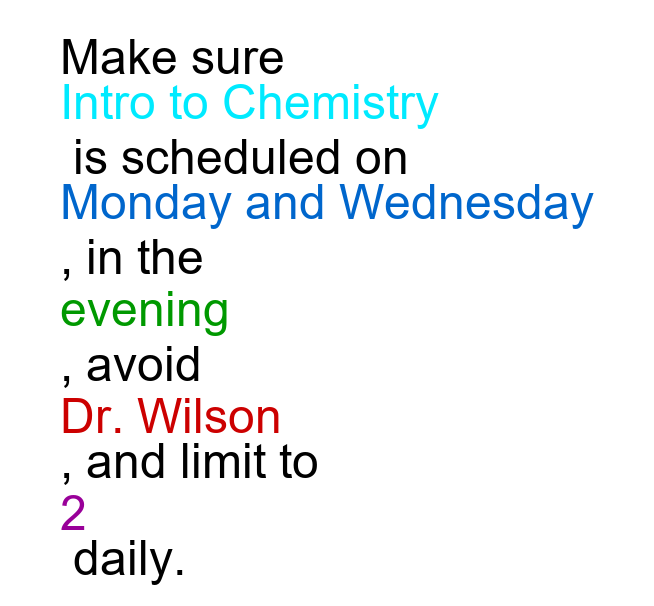 Make sure
Intro to Chemistry
is scheduled on
Monday and Wednesday
, in the
evening
, avoid
Dr. Wilson
, and limit to
2
daily.